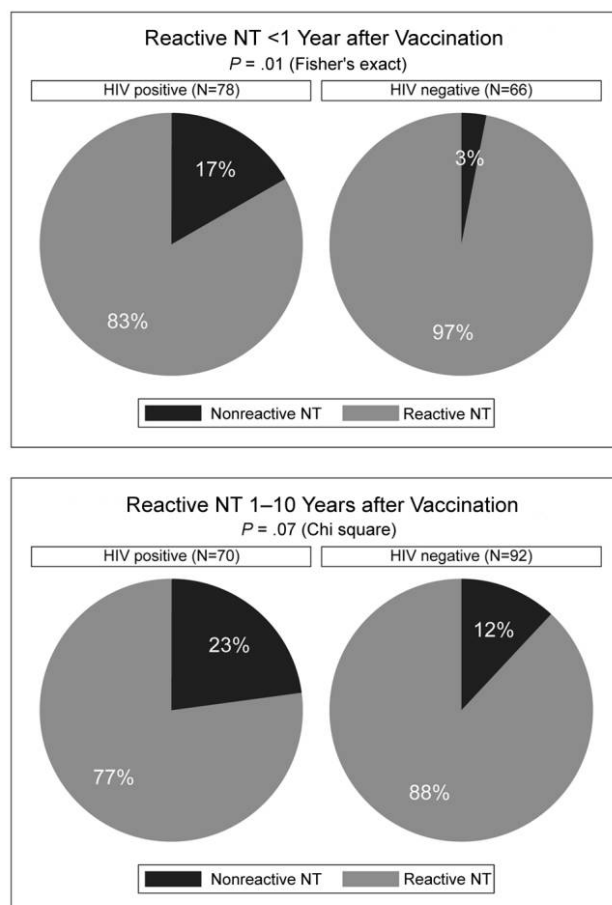 Reactive NT <1 Year after Vaccination
P = .01 (Fisher's exact)
HIV positive (N=78)
HIV negative (N=66)
17%
3%
83%
97%
Nonreactive NT
Reactive NT
Reactive NT 1–10 Years after Vaccination
P = .07 (Chi square)
HIV positive (N=70)
HIV negative (N=92)
23%
12%
77%
88%
Nonreactive NT
Reactive NT